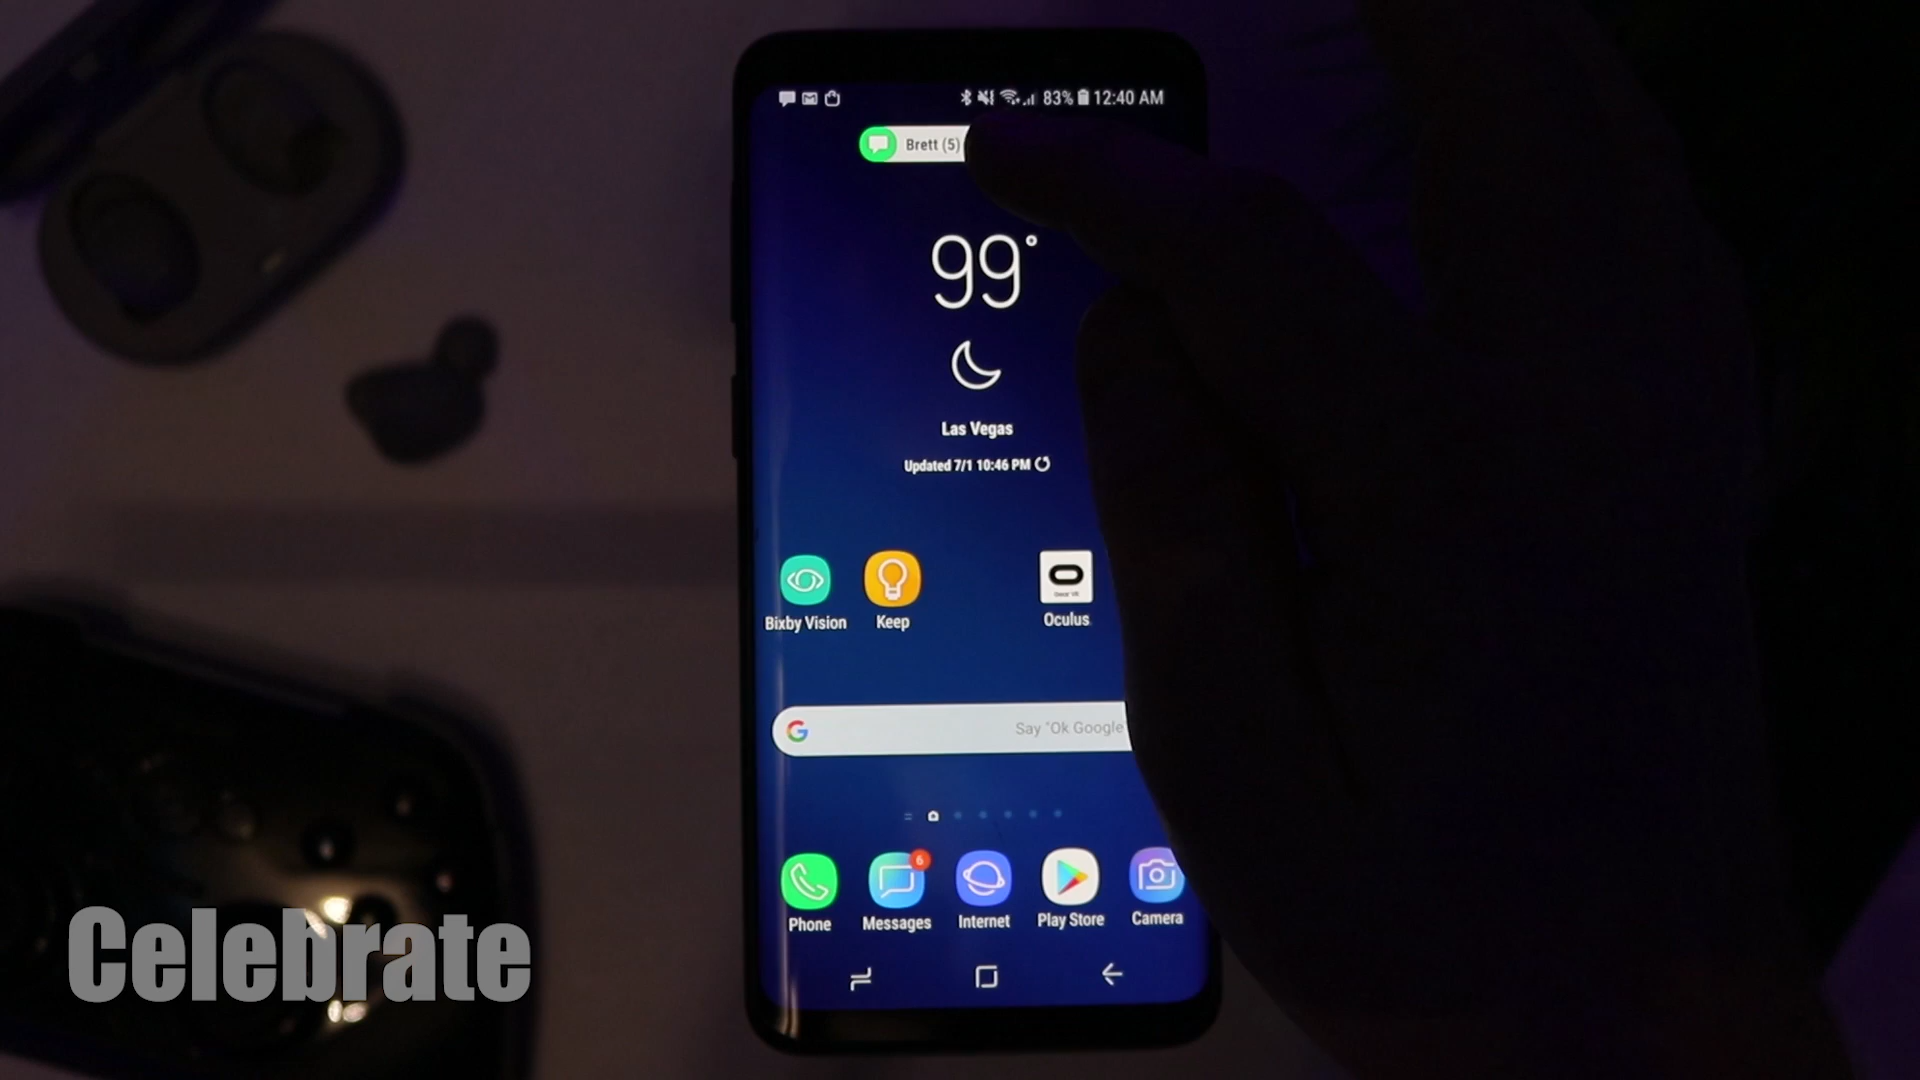 83% 12:40 AM
Brett (5)
99°
Las Vegas
Updated 7/1 10:46 PM
Bixby Vision
Keep
Oculus
G
Say "Ok Google"
6
Phone
Messages
Internet
Play Store
Camera
Celebrate